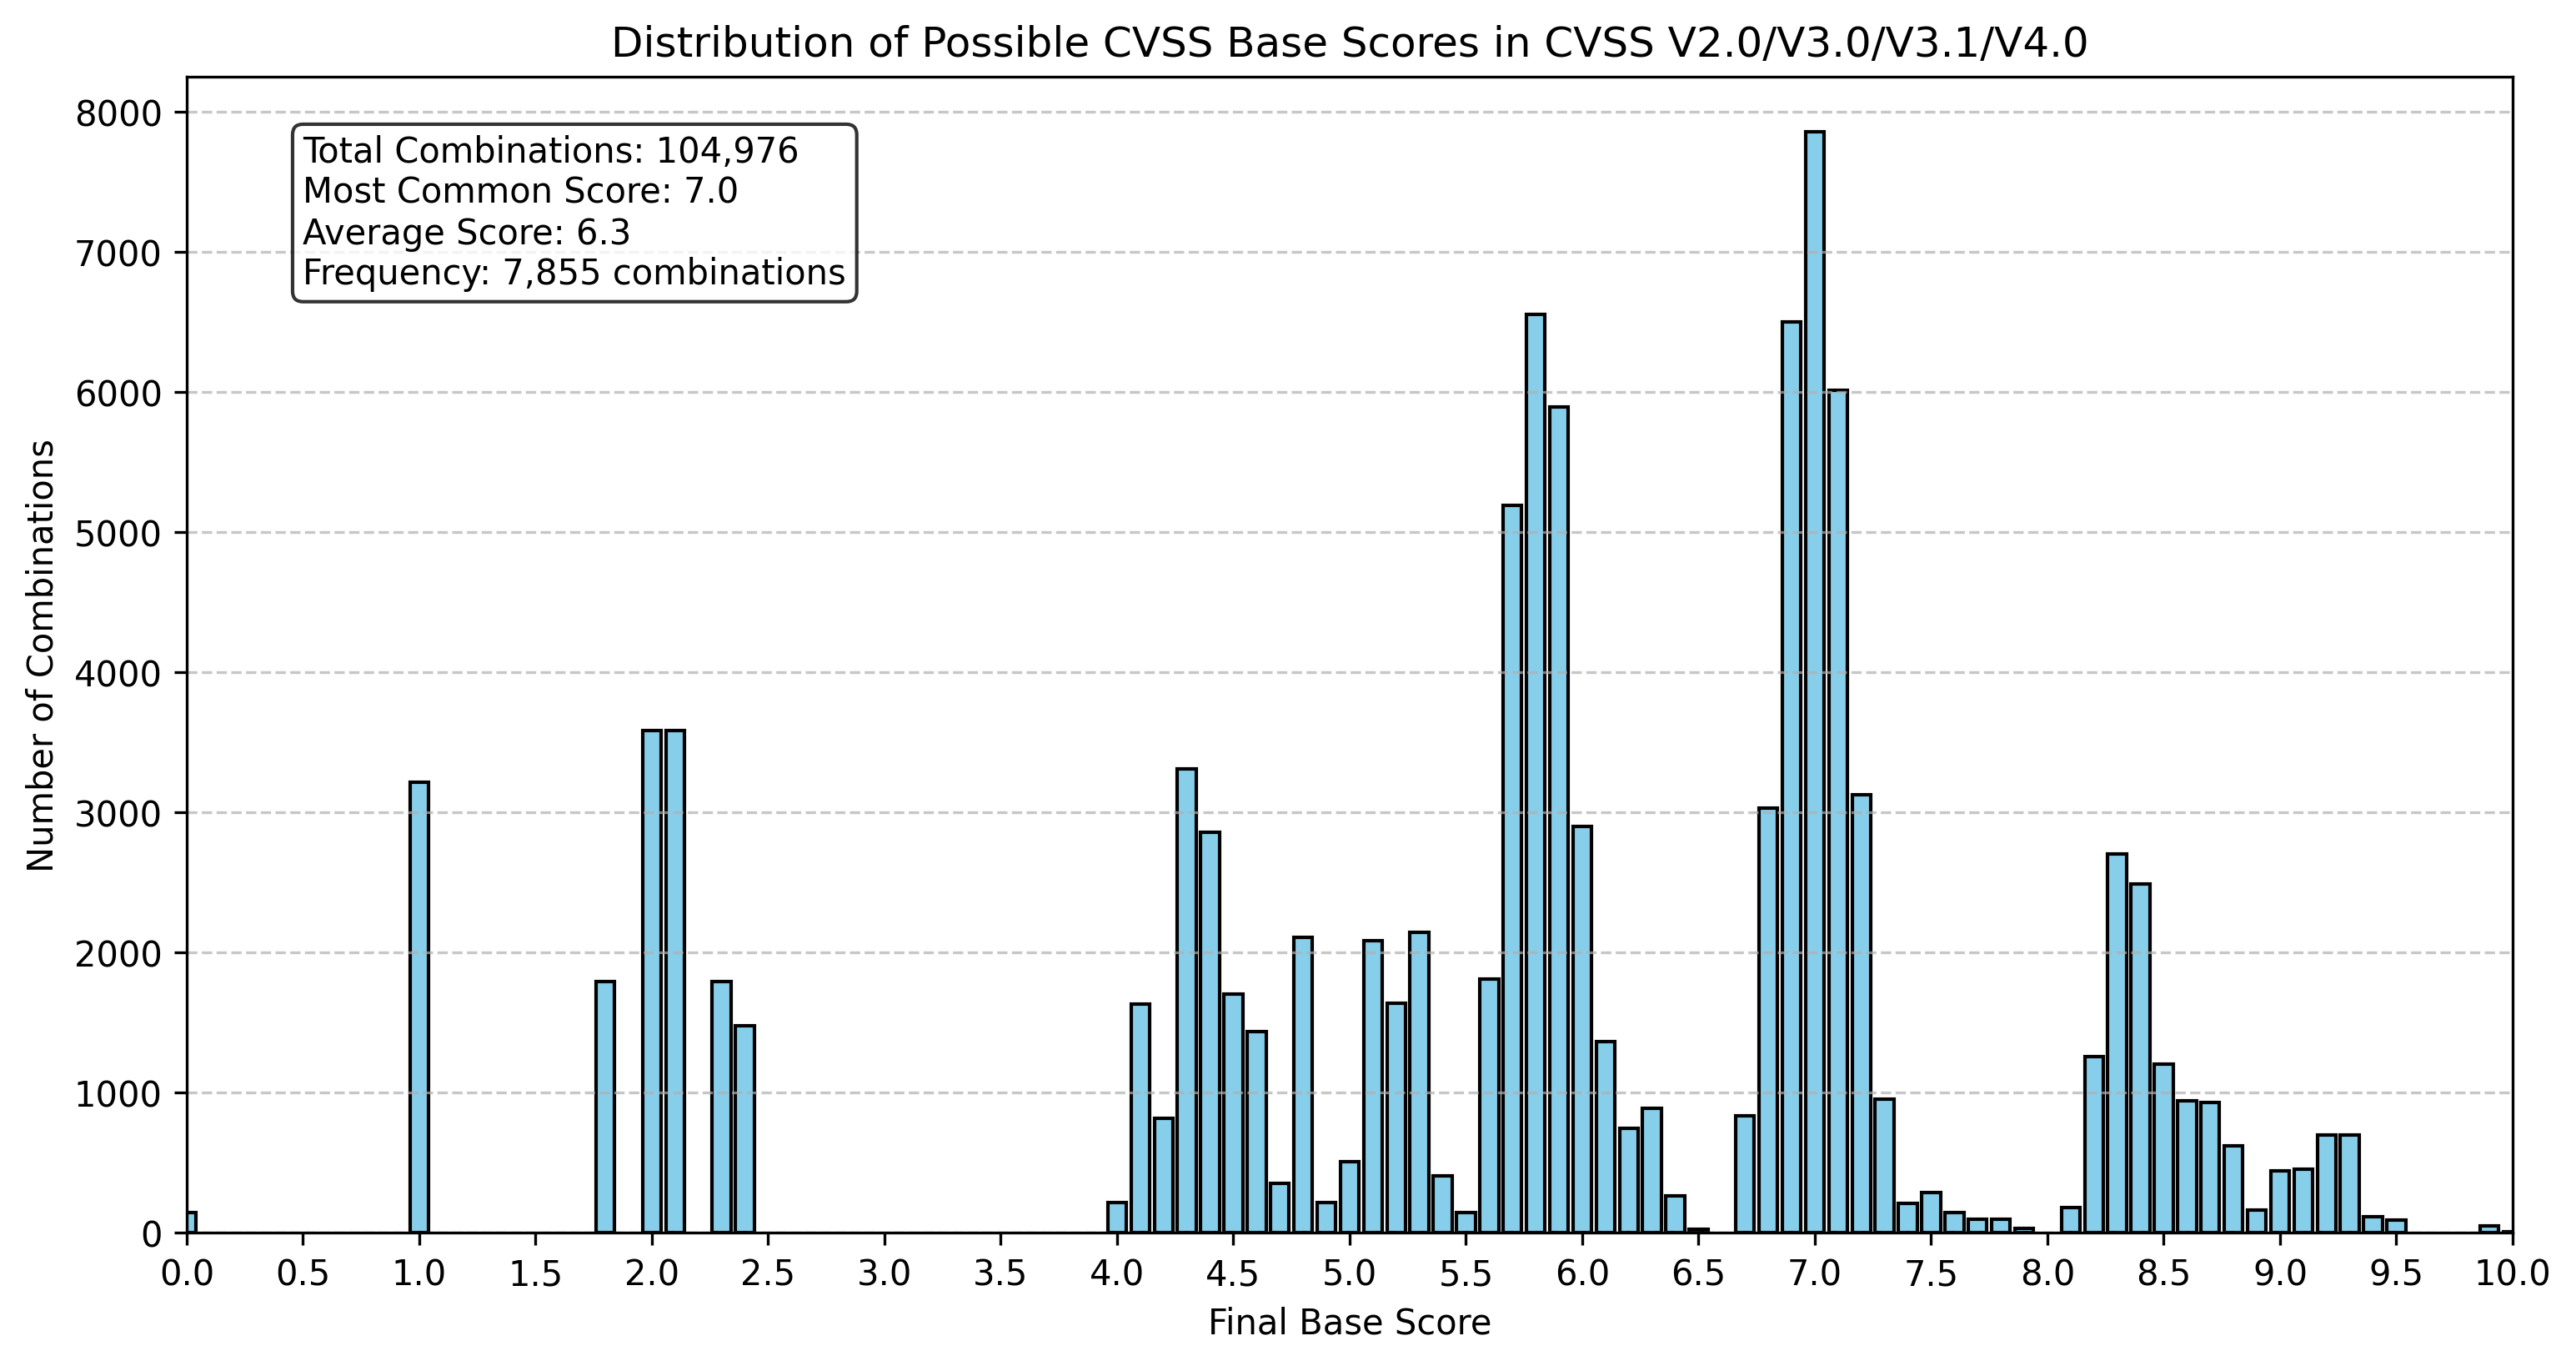 Distribution of Possible CVSS Base Scores in CVSS V2.0/V3.0/V3.1/V4.0
Total Combinations: 104,976
Most Common Score: 7.0
Average Score: 6.3
Frequency: 7,855 combinations
Number of Combinations
8000
7000
6000
5000
4000
3000
2000
1000
0
0.0 0.5 1.0 1.5 2.0 2.5 3.0 3.5 4.0 4.5 5.0 5.5 6.0 6.5 7.0 7.5 8.0 8.5 9.0 9.5 10.0
Final Base Score